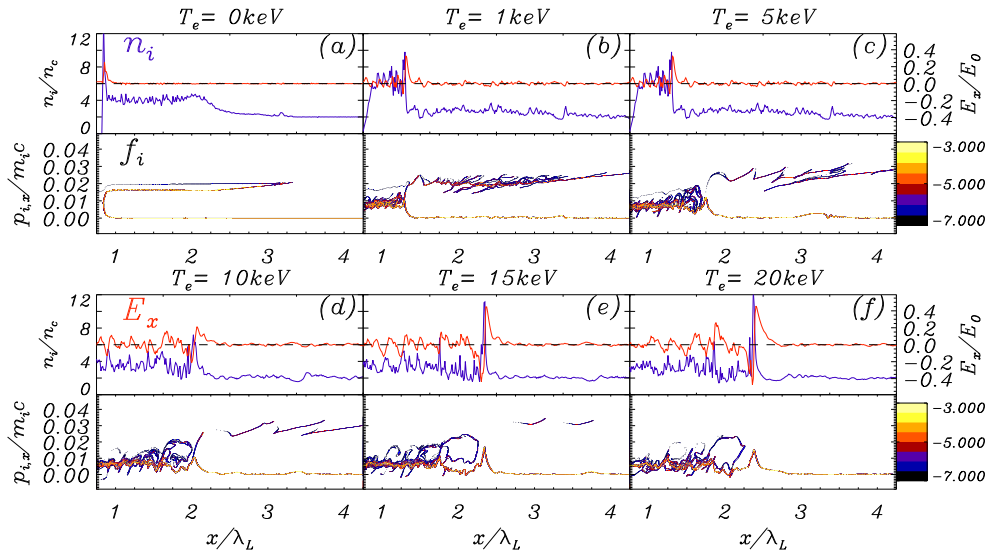 T_e= 0keV T_e= 1keV T_e= 5keV
12 n_i (a) (b) (c) 0.4
8 0.2
n_i/n_c 0.0 E_x/E_0
4 −0.2
0 −0.4
0.04 f_i −3.000
0.03
0.02 −5.000
0.01
0.00 −7.000
p_{i,x}/m_ic
1 2 3 4 1 2 3 4 1 2 3 4
T_e= 10keV T_e= 15keV T_e= 20keV
12 E_x (d) (e) (f) 0.4
8 0.2
n_i/n_c 0.0 E_x/E_0
4 −0.2
0 −0.4
0.04 −3.000
0.03
0.02 −5.000
0.01
0.00 −7.000
p_{i,x}/m_ic
1 2 3 4 1 2 3 4 1 2 3 4
x/λ_L x/λ_L x/λ_L